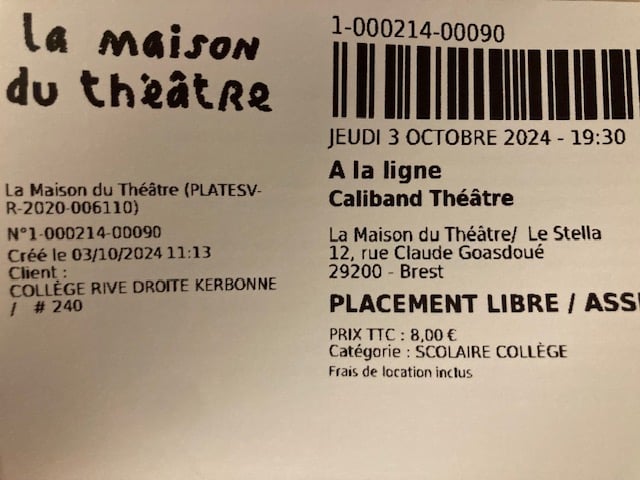 la maison
du théâtre
La Maison du Théâtre (PLATESV-
R-2020-006110)
N°1-000214-00090
Créé le 03/10/2024 11:13
Client :
COLLÈGE RIVE DROITE KERBONNE
/ # 240
1-000214-00090
JEUDI 3 OCTOBRE 2024 - 19:30
A la ligne
Caliband Théâtre
La Maison du Théâtre/ Le Stella
12, rue Claude Goasdoué
29200 - Brest
PLACEMENT LIBRE / ASS
PRIX TTC : 8,00 €
Catégorie : SCOLAIRE COLLÈGE
Frais de location inclus